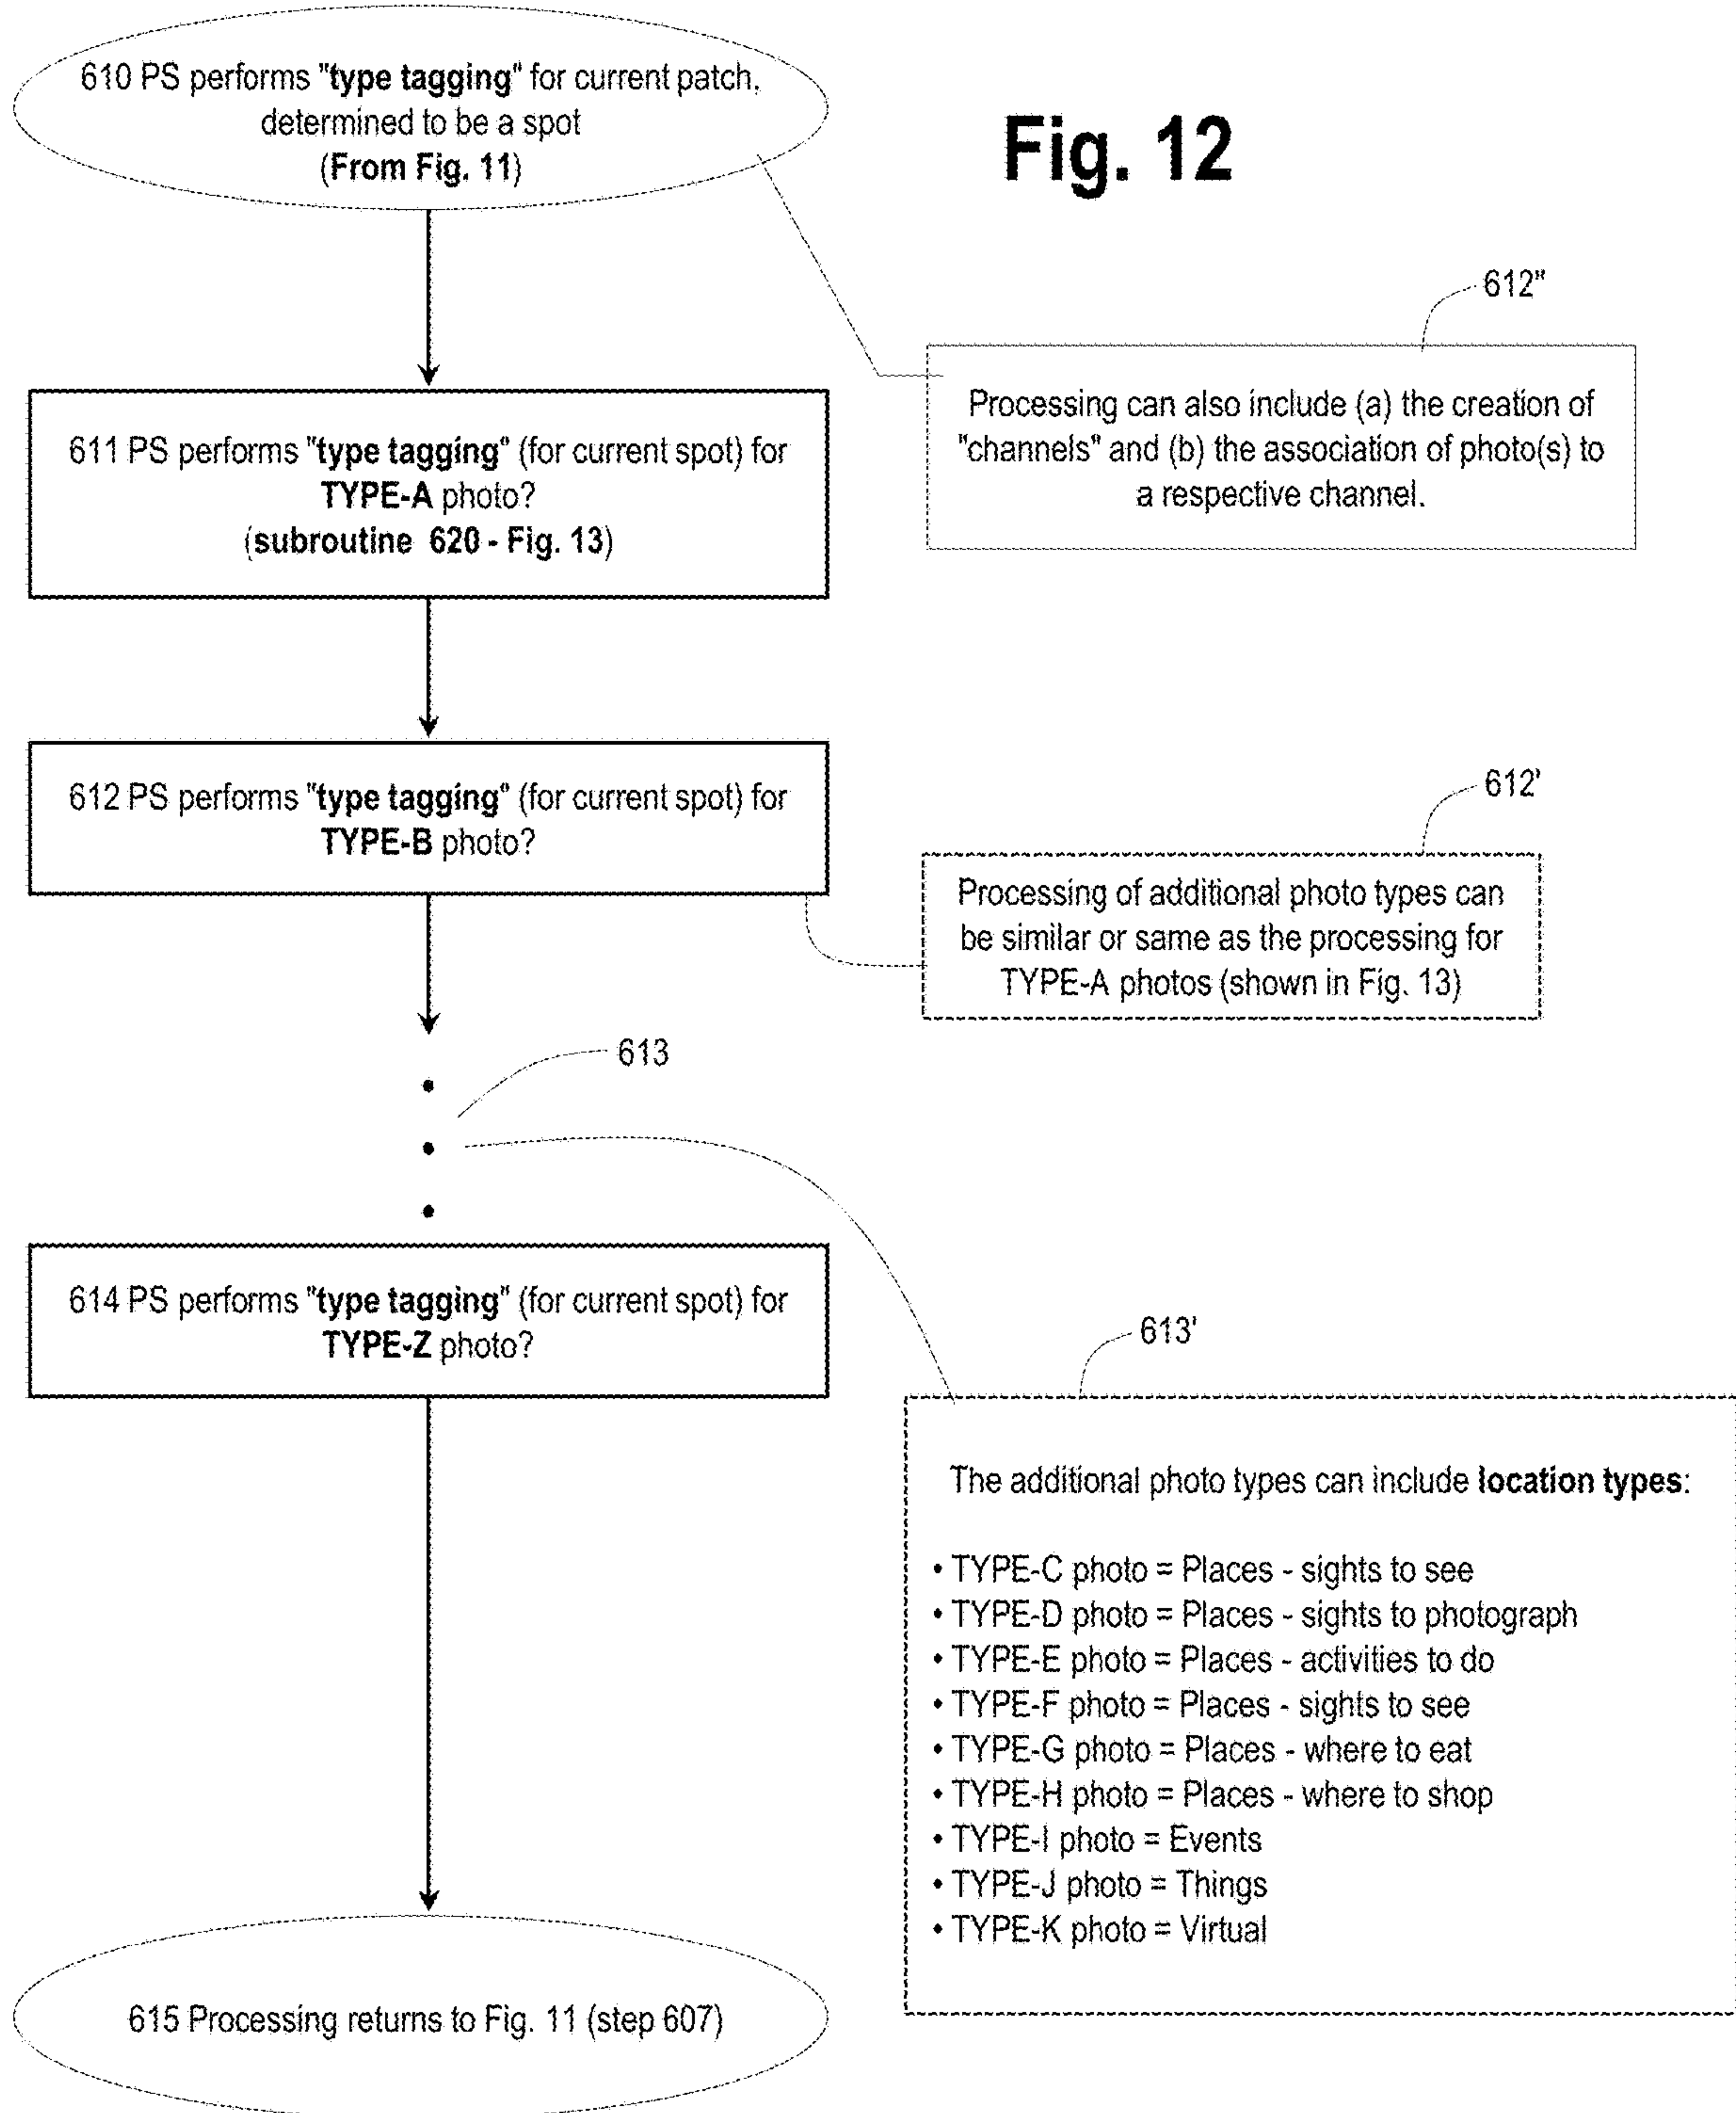 610 PS performs "type tagging" for current patch,
determined to be a spot
(From Fig. 11)
Fig. 12
612"
Processing can also include (a) the creation of
"channels" and (b) the association of photo(s) to
a respective channel.
611 PS performs "type tagging" (for current spot) for
TYPE-A photo?
(subroutine 620 - Fig. 13)
612 PS performs "type tagging" (for current spot) for
TYPE-B photo?
612'
Processing of additional photo types can
be similar or same as the processing for
TYPE-A photos (shown in Fig. 13)
613
614 PS performs "type tagging" (for current spot) for
TYPE-Z photo?
613'
The additional photo types can include location types:
• TYPE-C photo = Places - sights to see
• TYPE-D photo = Places - sights to photograph
• TYPE-E photo = Places - activities to do
• TYPE-F photo = Places - sights to see
• TYPE-G photo = Places - where to eat
• TYPE-H photo = Places - where to shop
• TYPE-I photo = Events
• TYPE-J photo = Things
• TYPE-K photo = Virtual
615 Processing returns to Fig. 11 (step 607)